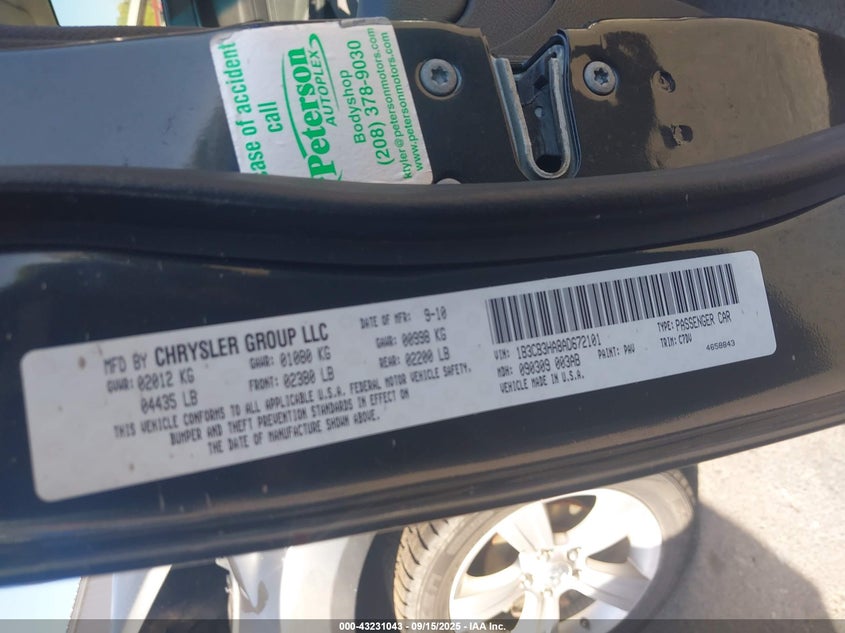 case of accident
call
Peterson
AUTOPLEX
Bodyshop
(208) 378-9030
ktyler@petersonmotors.com
www.petersonmotors.com
MFD BY CHRYSLER GROUP LLC
DATE OF MFR: 9-10
GVWR: 02012 KG
04435 LB
GAWR: 01080 KG
FRONT: 02380 LB
GAWR: 00998 KG
REAR: 02200 LB
THIS VEHICLE CONFORMS TO ALL APPLICABLE U.S.A. FEDERAL MOTOR VEHICLE SAFETY,
BUMPER AND THEFT PREVENTION STANDARDS IN EFFECT ON
THE DATE OF MANUFACTURE SHOWN ABOVE.
VIN: 1B3CB3HA8AD672101
TYPE: PASSENGER CAR
MDH: 090309 003AB
PAINT: PAV
TRIM: C7DV
VEHICLE MADE IN U.S.A.
4658843
000-43231043 - 09/15/2025 - IAA Inc.